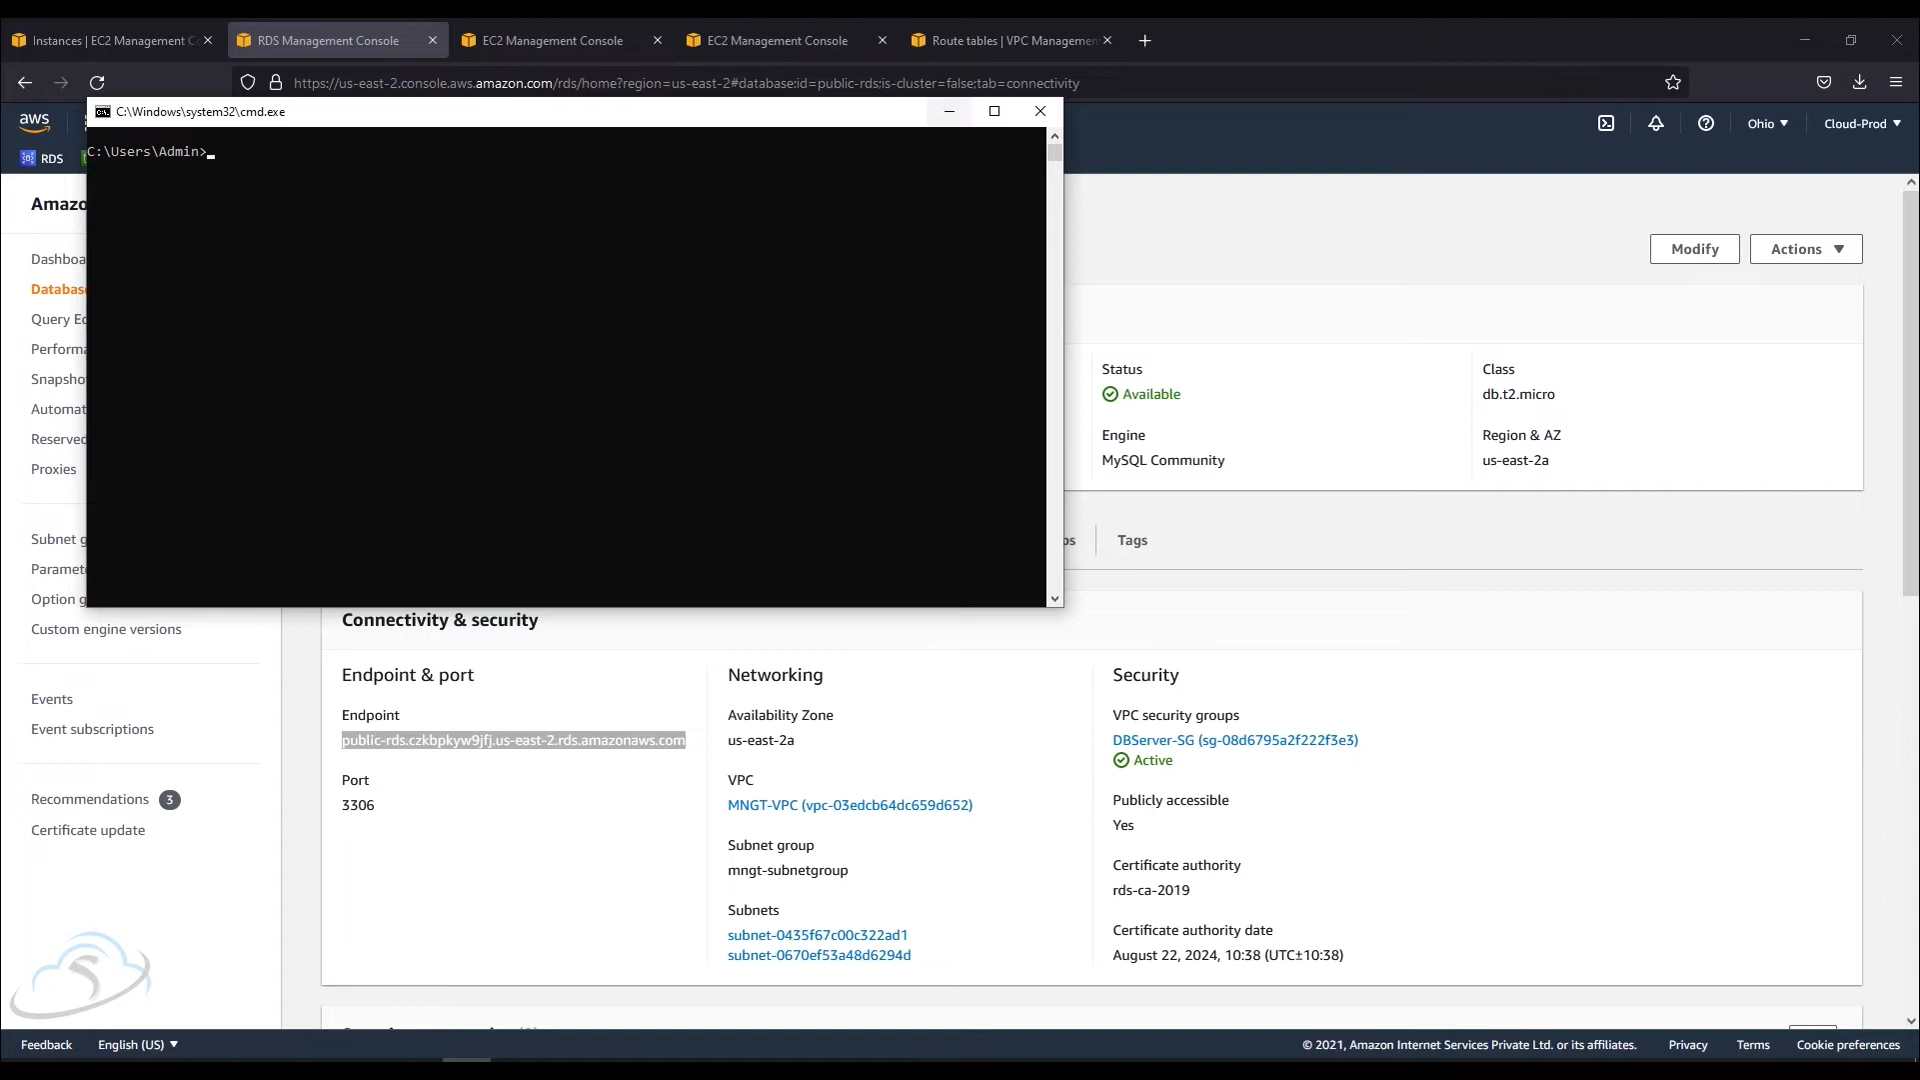 Instances | EC2 Management C
RDS Management Console
EC2 Management Console
EC2 Management Console
Route tables | VPC Managemen
https://us-east-2.console.aws.amazon.com/rds/home?region=us-east-2#database:id=public-rds;is-cluster=false;tab=connectivity
C:\Windows\system32\cmd.exe
C:\Users\Admin>
aws
Ohio
Cloud-Prod
RDS
Amazo
Dashboa
Databas
Query Ed
Performa
Snapsho
Automat
Reserved
Proxies
Subnet g
Paramete
Option g
Custom engine versions
Events
Event subscriptions
Recommendations 3
Certificate update
Modify
Actions
Status
Available
Class
db.t2.micro
Engine
MySQL Community
Region & AZ
us-east-2a
ps
Tags
Connectivity & security
Endpoint & port
Endpoint
public-rds.czkbpkyw9jfj.us-east-2.rds.amazonaws.com
Port
3306
Networking
Availability Zone
us-east-2a
VPC
MNGT-VPC (vpc-03edcb64dc659d652)
Subnet group
mngt-subnetgroup
Subnets
subnet-0435f67c00c322ad1
subnet-0670ef53a48d6294d
Security
VPC security groups
DBServer-SG (sg-08d6795a2f222f3e3)
Active
Publicly accessible
Yes
Certificate authority
rds-ca-2019
Certificate authority date
August 22, 2024, 10:38 (UTC±10:38)
Feedback
English (US)
© 2021, Amazon Internet Services Private Ltd. or its affiliates.
Privacy
Terms
Cookie preferences